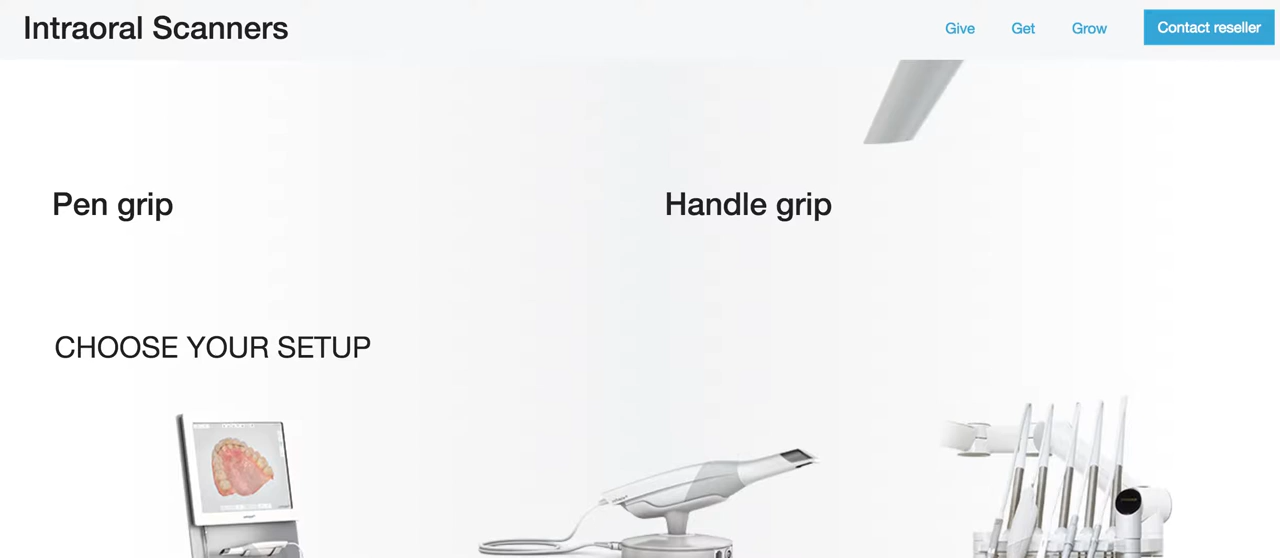 Intraoral Scanners
Give
Get
Grow
Contact reseller
Pen grip
Handle grip
CHOOSE YOUR SETUP